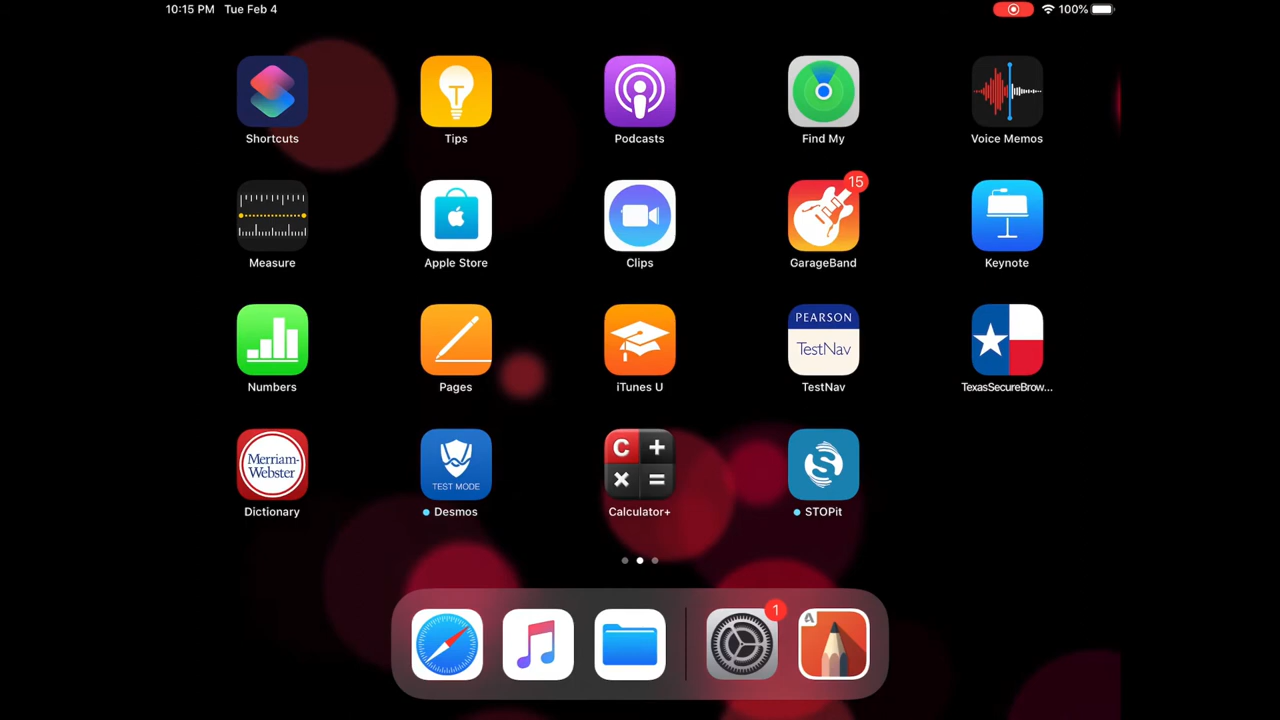 10:15 PM Tue Feb 4 100%
Shortcuts Tips Podcasts Find My Voice Memos
15
Measure Apple Store Clips GarageBand Keynote
PEARSON
TestNav
Numbers Pages iTunes U TestNav TexasSecureBrow...
Merriam-
Webster
TEST MODE
C + × =
S
Dictionary Desmos Calculator+ STOPit
1
A